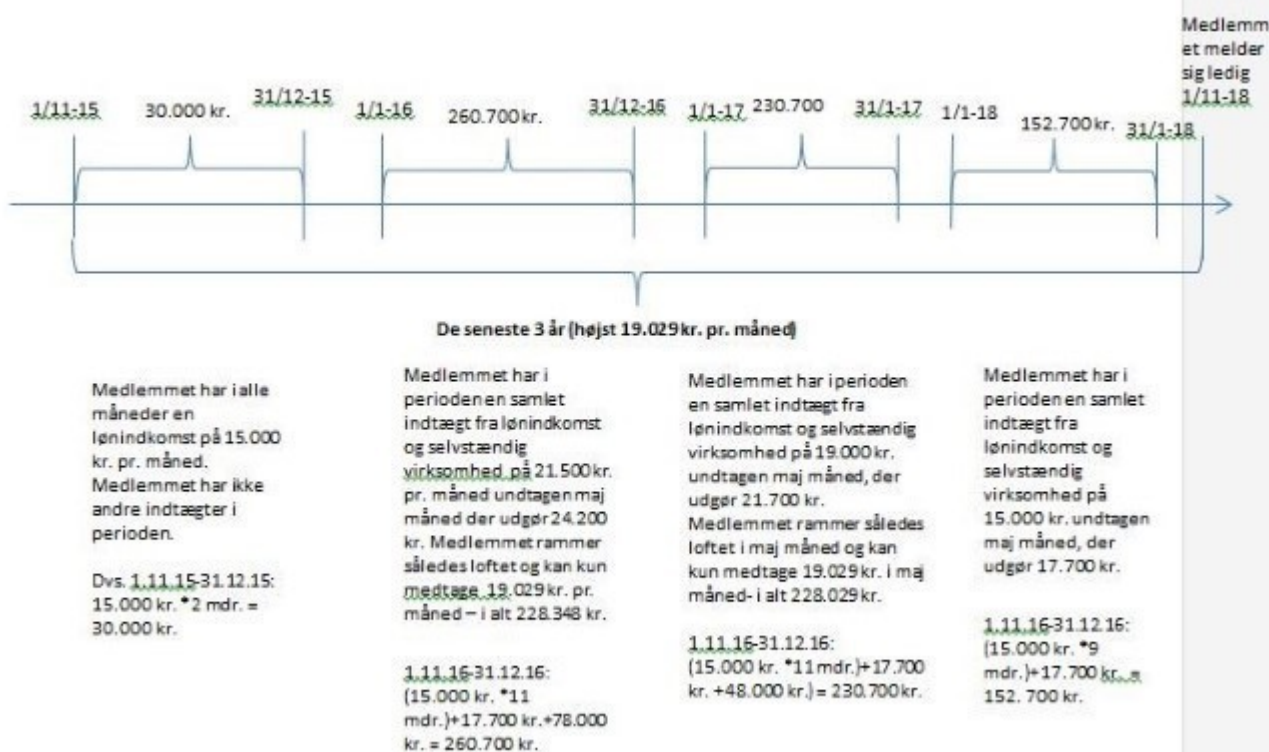 Medlemm
et melder
sig ledig
1/11-18
1/11-15
30.000 kr.
31/12-15
1/1-16
260.700 kr.
31/12-16
1/1-17
230.700
31/1-17
1/1-18
152.700 kr.
31/1-18
De seneste 3 år (højst 19.029 kr. pr. måned)
Medlemmet har i alle
måneder en
lønindkomst på 15.000
kr. pr. måned.
Medlemmet har ikke
andre indtægter i
perioden.
Dvs. 1.11.15-31.12.15:
15.000 kr. *2 mdr. =
30.000 kr.
Medlemmet har i
perioden en samlet
indtægt fra lønindkomst
og selvstændig
virksomhed på 21.500 kr.
pr. måned undtagen maj
måned der udgør 24.200
kr. Medlemmet rammer
således loftet og kan kun
medtage 19.029 kr. pr.
måned – i alt 228.348 kr.
1.11.16-31.12.16:
(15.000 kr. *11
mdr.)+17.700 kr.+78.000
kr. = 260.700 kr.
Medlemmet har i perioden
en samlet indtægt fra
lønindkomst og selvstændig
virksomhed på 19.000 kr.
undtagen maj måned, der
udgør 21.700 kr.
Medlemmet rammer således
loftet i maj måned og kan
kun medtage 19.029 kr. i maj
måned- i alt 228.029 kr.
1.11.16-31.12.16:
(15.000 kr. *11 mdr.)+17.700
kr. +48.000 kr.) = 230.700 kr.
Medlemmet har i
perioden en samlet
indtægt fra
lønindkomst og
selvstændig
virksomhed på
15.000 kr. undtagen
maj måned, der
udgør 17.700 kr.
1.11.16-31.12.16:
(15.000 kr. *9
mdr.)+17.700 kr. =
152. 700 kr.